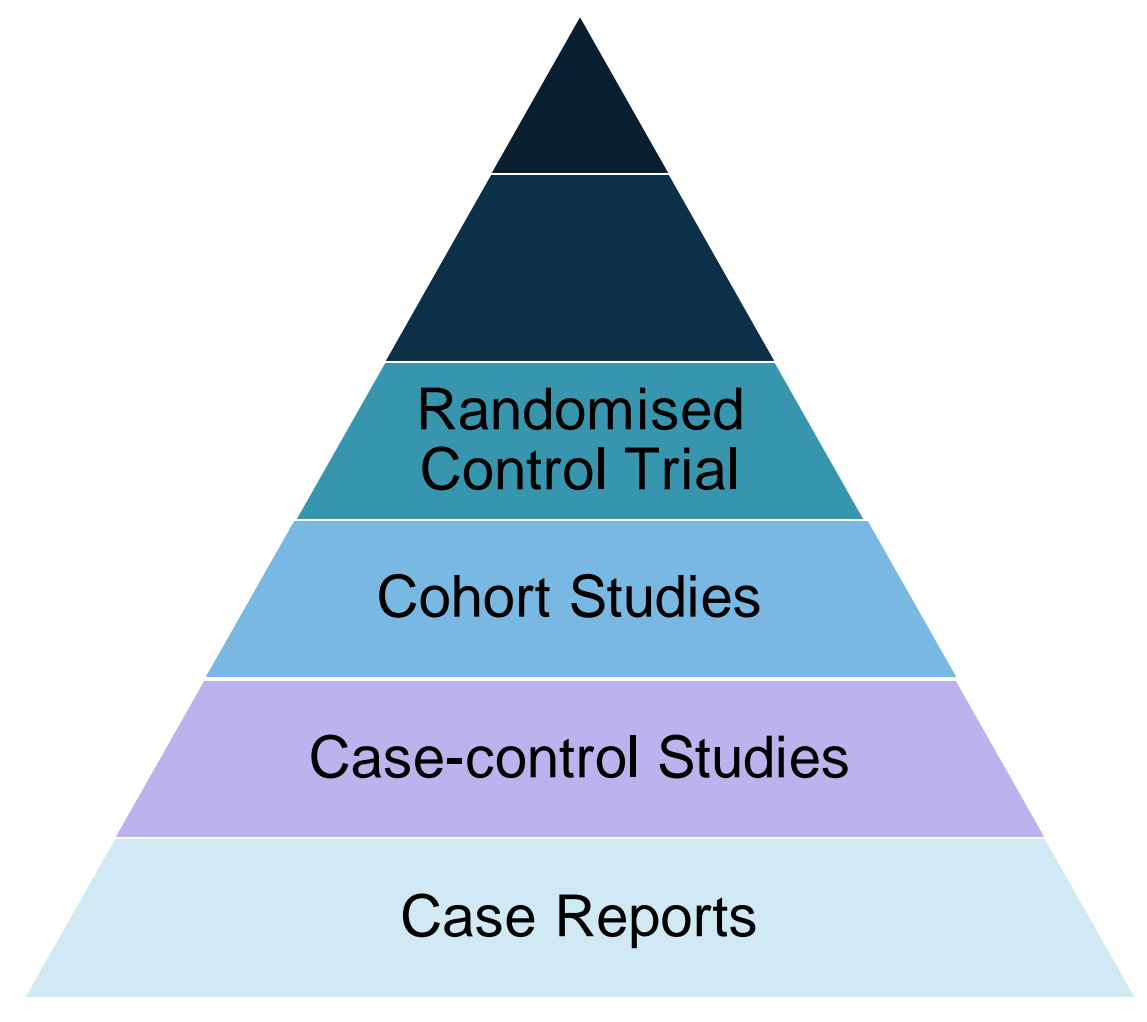 Randomised
Control Trial
Cohort Studies
Case-control Studies
Case Reports